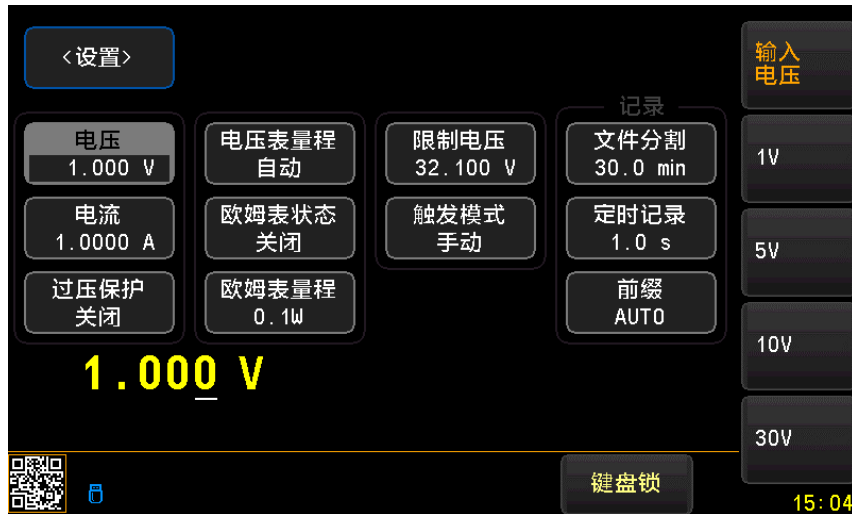 <设置>
输入
电压
记录
电压
1.000 V
电压表量程
自动
限制电压
32.100 V
文件分割
30.0 min
1V
电流
1.0000 A
欧姆表状态
关闭
触发模式
手动
定时记录
1.0 s
5V
过压保护
关闭
欧姆表量程
0.1W
前缀
AUTO
10V
1.000 V
30V
键盘锁
15:04